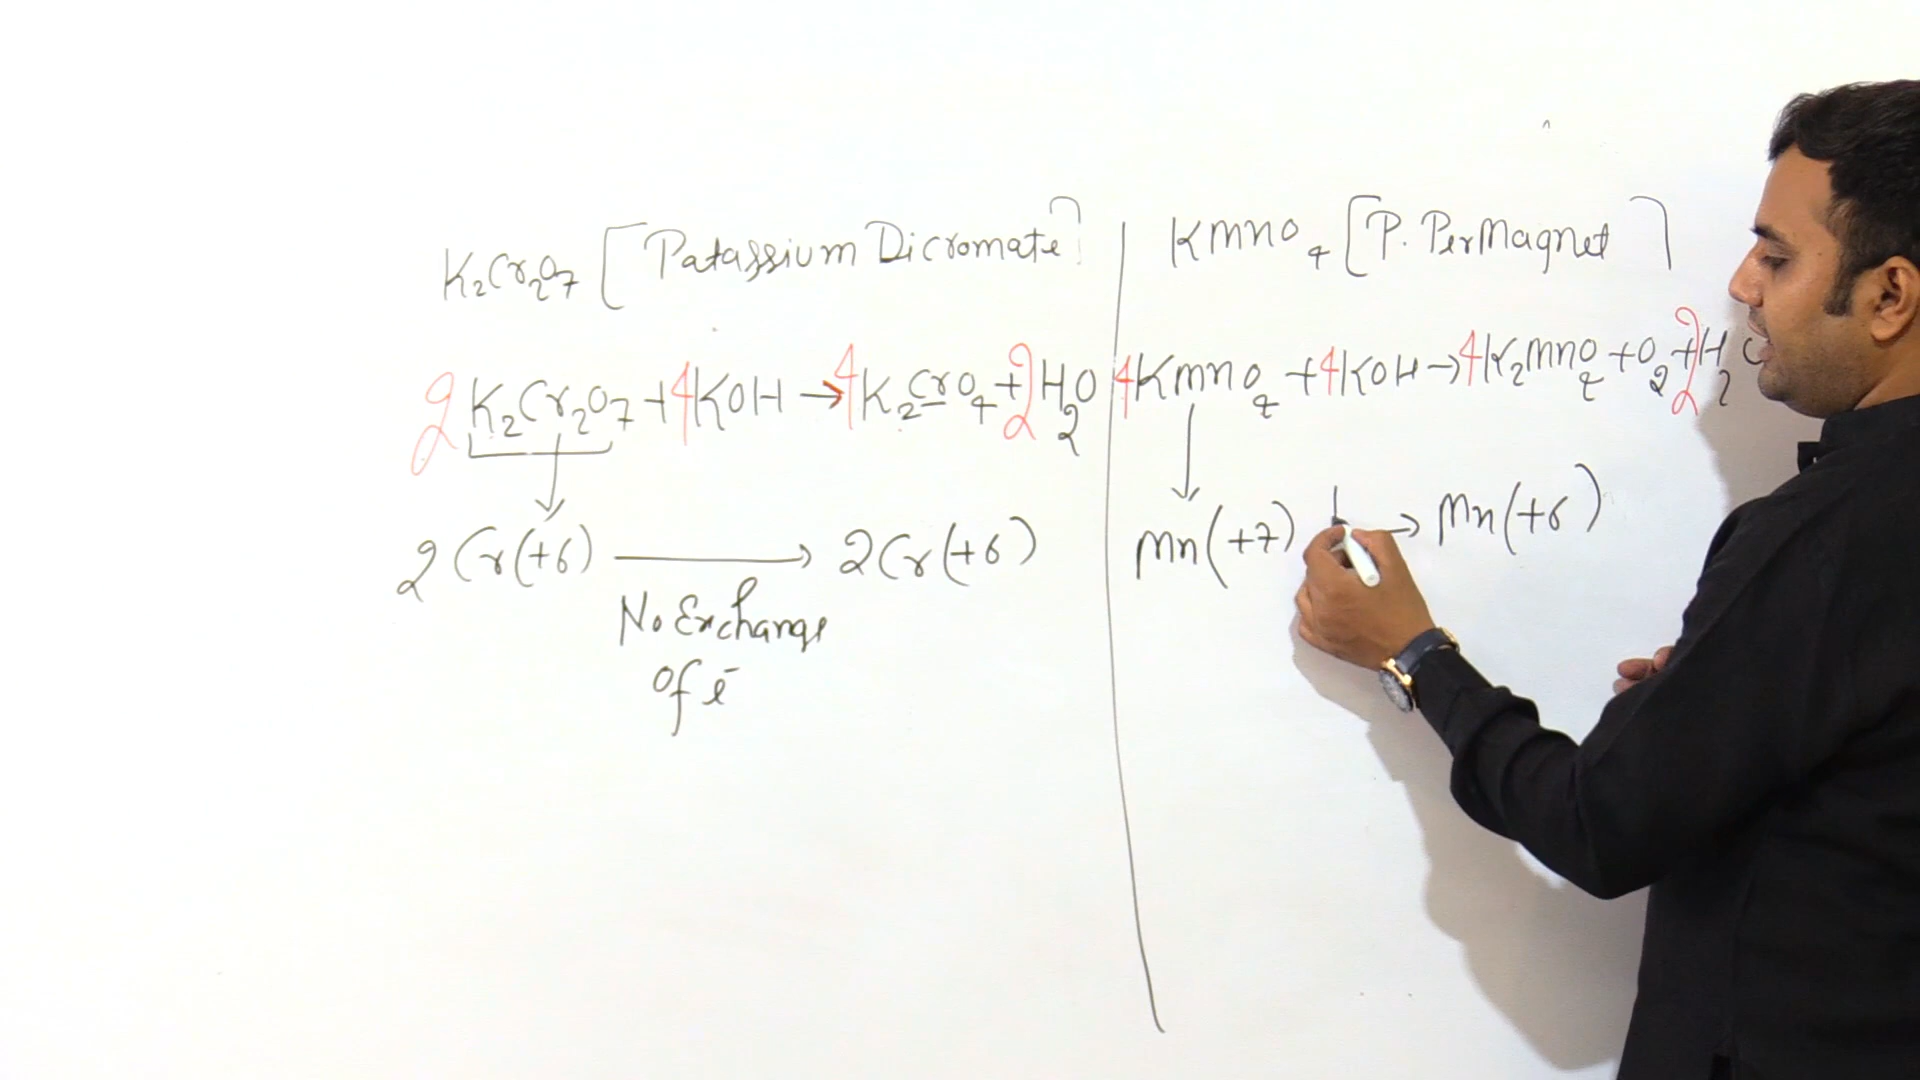 K₂Cr₂O₇ [Patassium Dicromate]
2K₂Cr₂O₇ + 4KOH → 4K₂CrO₄ + 2H₂O
2Cr(+6) → 2Cr(+6)
No Exchange
of e⁻
KMnO₄ [P. PerMagnet]
4KMnO₄ + 4KOH → 4K₂MnO₄ + O₂ + 2H₂O
Mn(+7) → Mn(+6)